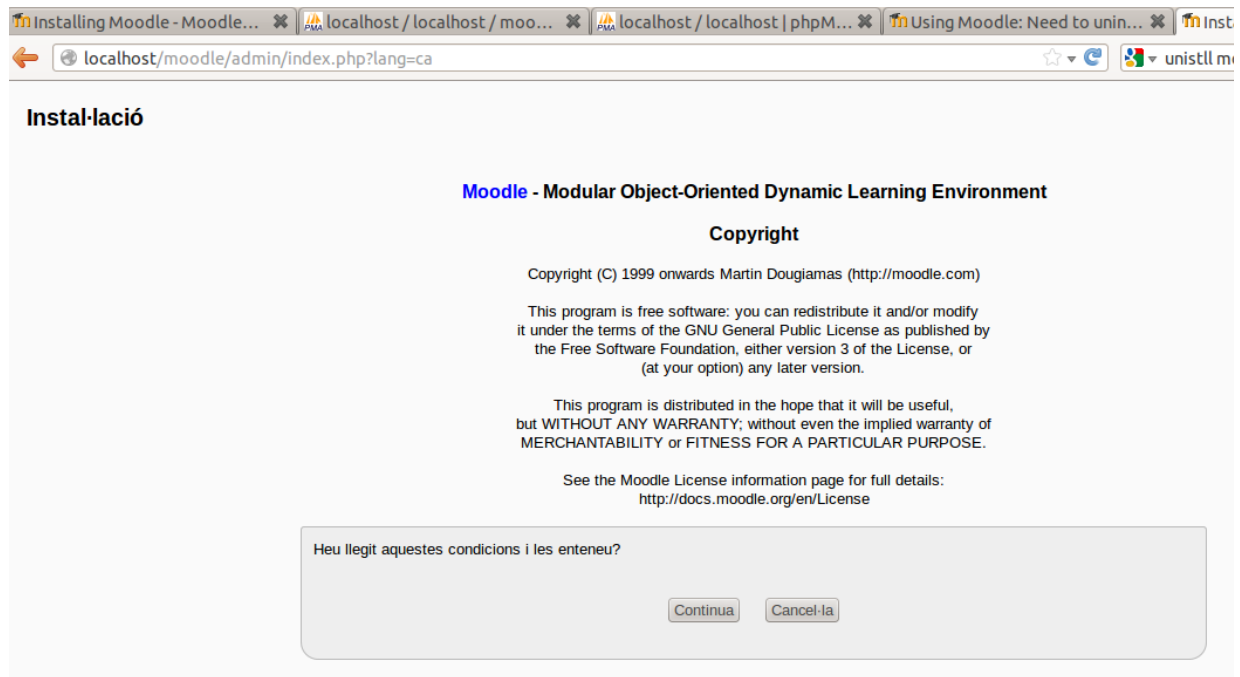 Installing Moodle - Moodle...
localhost / localhost / moo...
localhost / localhost | phpM...
Using Moodle: Need to unin...
Inst
localhost/moodle/admin/index.php?lang=ca
unistll m
Instal·lació
Moodle - Modular Object-Oriented Dynamic Learning Environment
Copyright
Copyright (C) 1999 onwards Martin Dougiamas (http://moodle.com)
This program is free software: you can redistribute it and/or modify
it under the terms of the GNU General Public License as published by
the Free Software Foundation, either version 3 of the License, or
(at your option) any later version.
This program is distributed in the hope that it will be useful,
but WITHOUT ANY WARRANTY; without even the implied warranty of
MERCHANTABILITY or FITNESS FOR A PARTICULAR PURPOSE.
See the Moodle License information page for full details:
http://docs.moodle.org/en/License
Heu llegit aquestes condicions i les enteneu?
Continua
Cancel·la